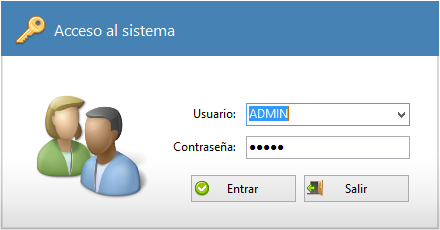 Acceso al sistema
Usuario: ADMIN
Contraseña: ●●●●●
Entrar Salir